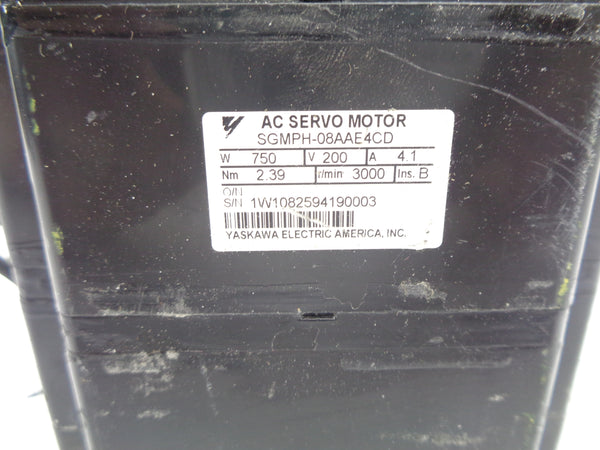 AC SERVO MOTOR
SGMPH-08AAE4CD
W 750 V 200 A 4.1
Nm 2.39 r/min 3000 Ins. B
O/N
S/N 1W1082594190003
YASKAWA ELECTRIC AMERICA, INC.